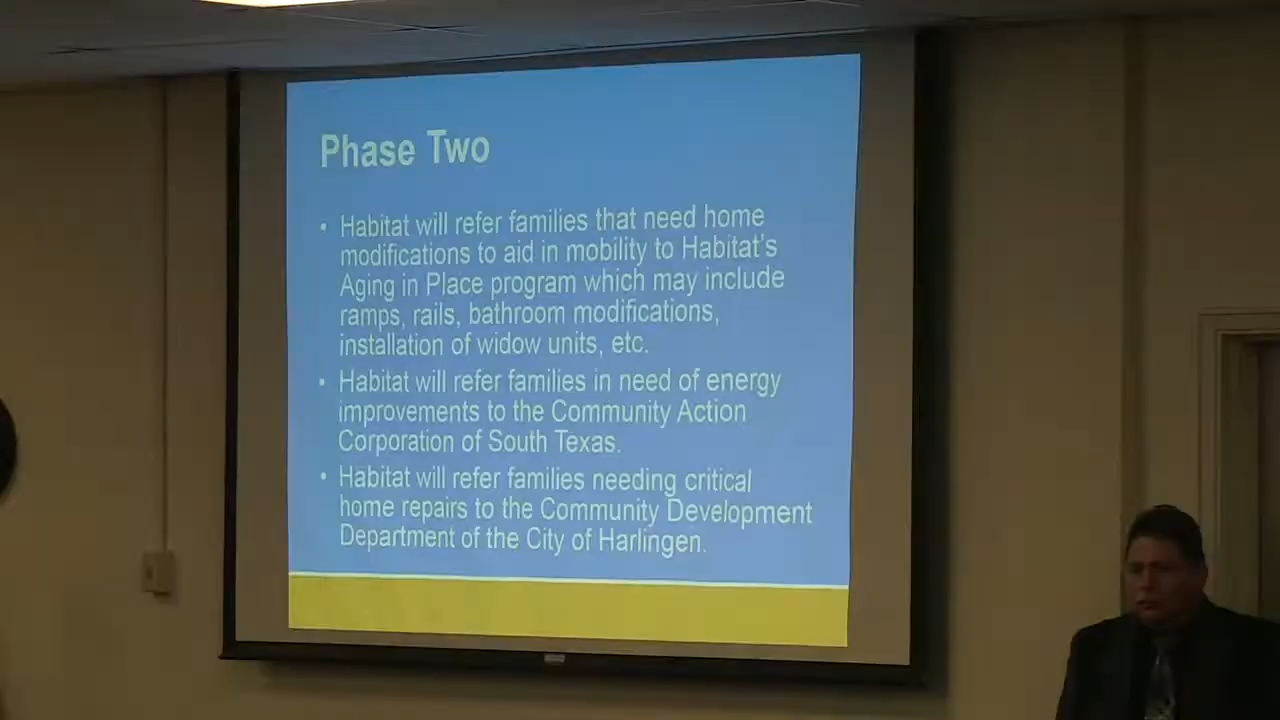 Phase Two
• Habitat will refer families that need home
modifications to aid in mobility to Habitat's
Aging in Place program which may include
ramps, rails, bathroom modifications,
installation of widow units, etc.
• Habitat will refer families in need of energy
improvements to the Community Action
Corporation of South Texas.
• Habitat will refer families needing critical
home repairs to the Community Development
Department of the City of Harlingen.